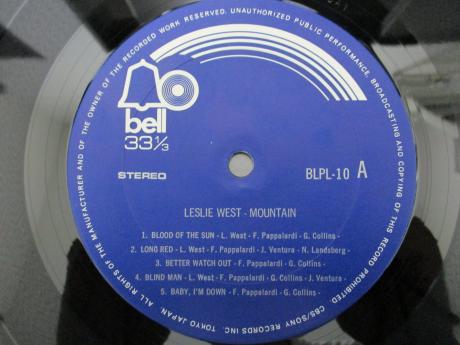 ALL RIGHTS OF THE MANUFACTURER AND OF THE OWNER OF THE RECORDED WORK RESERVED. UNAUTHORIZED PUBLIC PERFORMANCE, BROADCASTING AND COPYING OF THIS RECORD PROHIBITED.
bell
33 1/3
STEREO
BLPL-10 A
LESLIE WEST - MOUNTAIN
1. BLOOD OF THE SUN - L. West - F. Pappalardi - G. Collins -
2. LONG RED - L. West - F. Pappalardi - J. Ventura - N. Landsberg -
3. BETTER WATCH OUT - F. Pappalardi -
4. BLIND MAN - L. West - F. Pappalardi - G. Collins - J. Ventura -
5. BABY, I'M DOWN - F. Pappalardi - G. Collins -
CBS/SONY RECORDS INC. TOKYO JAPAN.